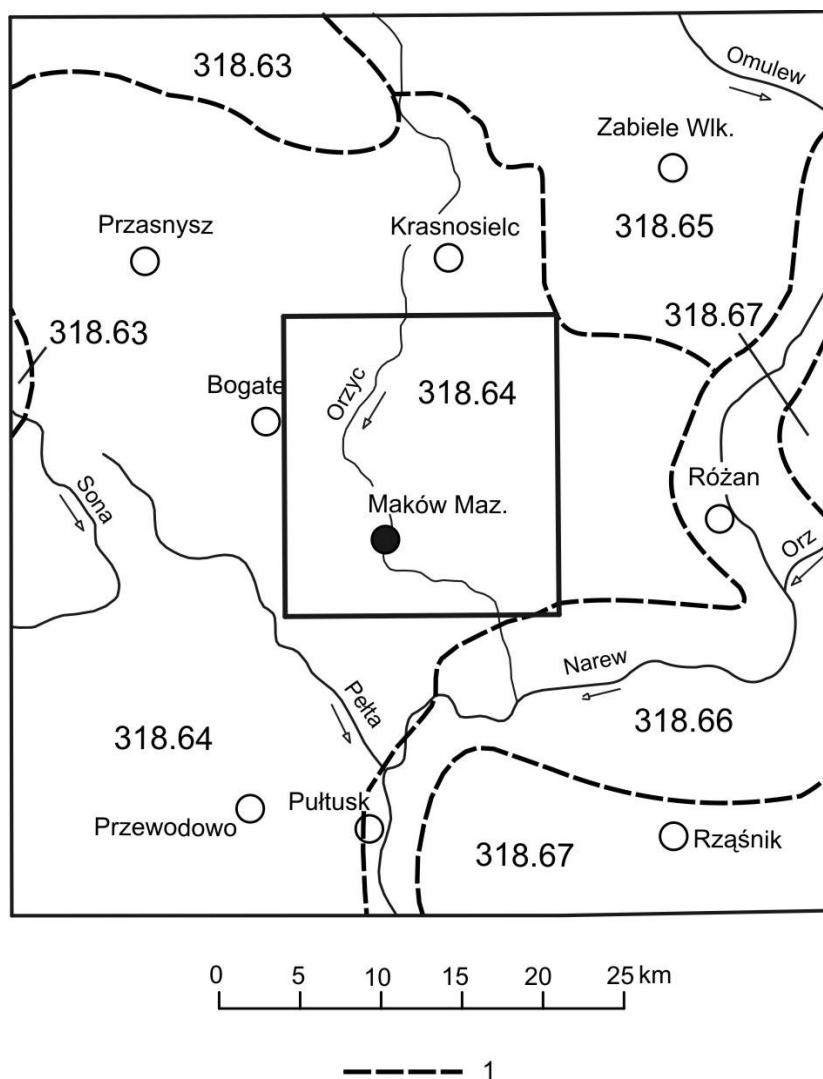 318.63
Omulew
Zabiele Wlk.
Przasnysz
Krasnosielc
318.65
318.63
318.67
Bogate
Orzyc
318.64
Różan
Sona
Maków Maz.
Orz
Narew
Pełta
318.64
318.66
Pułtusk
Przewodowo
318.67
Rząśnik
0 5 10 15 20 25 km
1